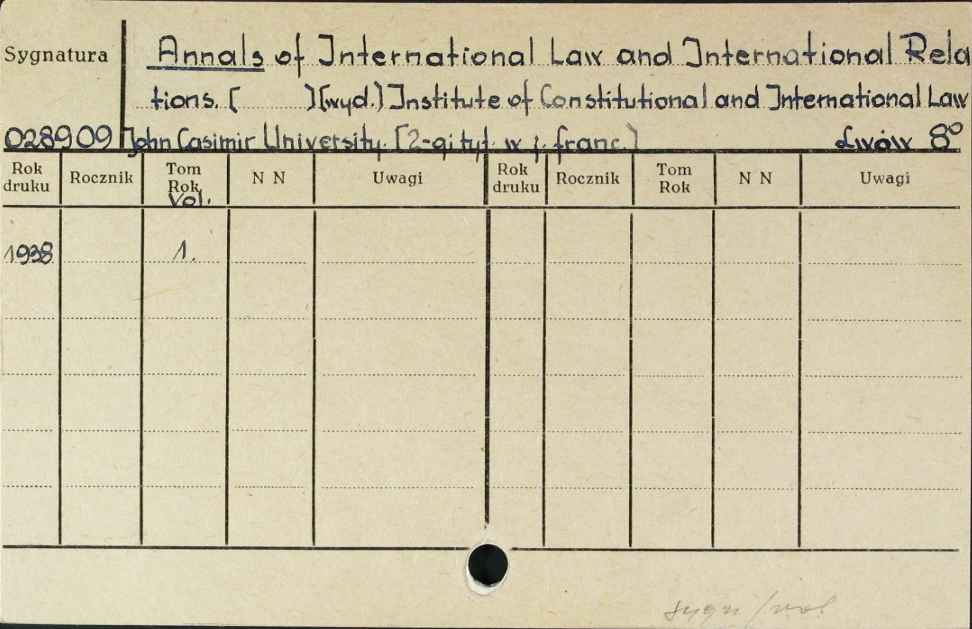 Sygnatura Annals of International Law and International Rela
tions. [ ] [wyd.] Institute of Constitutional and International Law
028909 John Casimir University. [2-gi tyt. w j. franc.] Lwów 8°
Rok druku Rocznik Tom Rok Vol. N N Uwagi Rok druku Rocznik Tom Rok N N Uwagi
1938 1.
sygn/vol